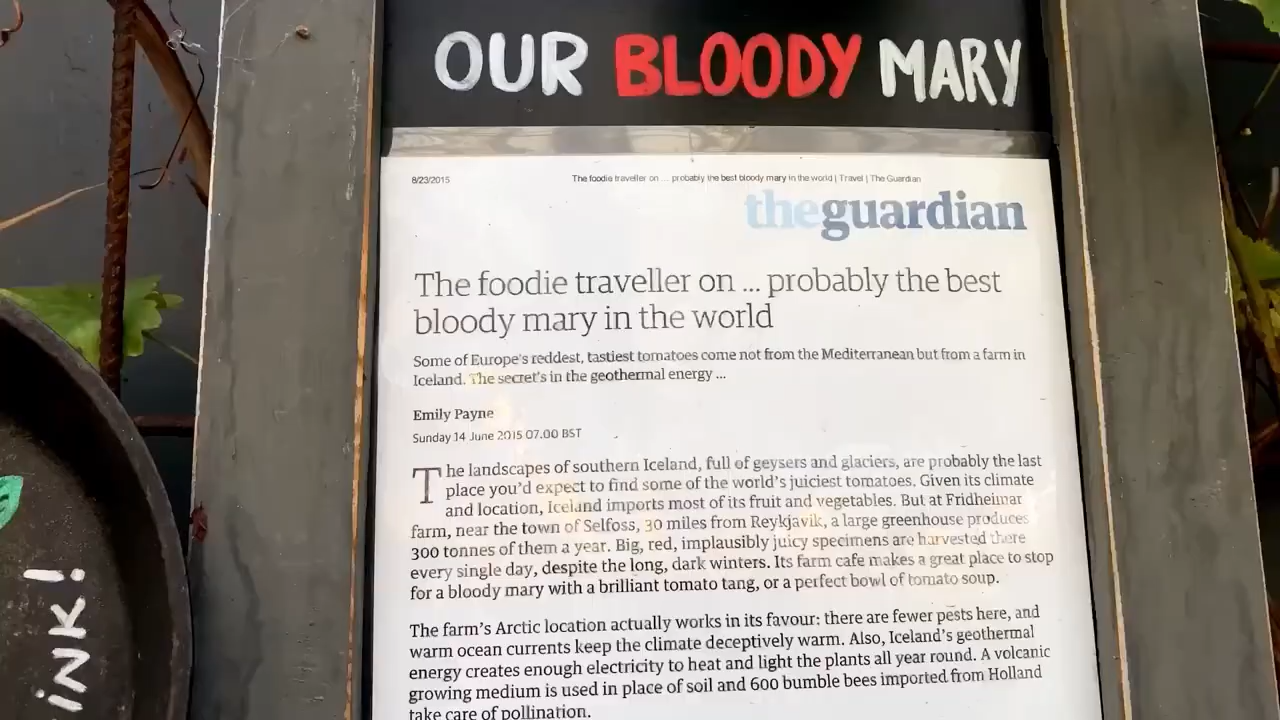 OUR BLOODY MARY
8/23/2015
The foodie traveller on ... probably the best bloody mary in the world | Travel | The Guardian
theguardian
The foodie traveller on ... probably the best
bloody mary in the world
Some of Europe's reddest, tastiest tomatoes come not from the Mediterranean but from a farm in
Iceland. The secret's in the geothermal energy ...
Emily Payne
Sunday 14 June 2015 07.00 BST
The landscapes of southern Iceland, full of geysers and glaciers, are probably the last
place you'd expect to find some of the world's juiciest tomatoes. Given its climate
and location, Iceland imports most of its fruit and vegetables. But at Fridheimar
farm, near the town of Selfoss, 30 miles from Reykjavik, a large greenhouse produces
300 tonnes of them a year. Big, red, implausibly juicy specimens are harvested there
every single day, despite the long, dark winters. Its farm cafe makes a great place to stop
for a bloody mary with a brilliant tomato tang, or a perfect bowl of tomato soup.
The farm's Arctic location actually works in its favour: there are fewer pests here, and
warm ocean currents keep the climate deceptively warm. Also, Iceland's geothermal
energy creates enough electricity to heat and light the plants all year round. A volcanic
growing medium is used in place of soil and 600 bumble bees imported from Holland
take care of pollination.
INK!